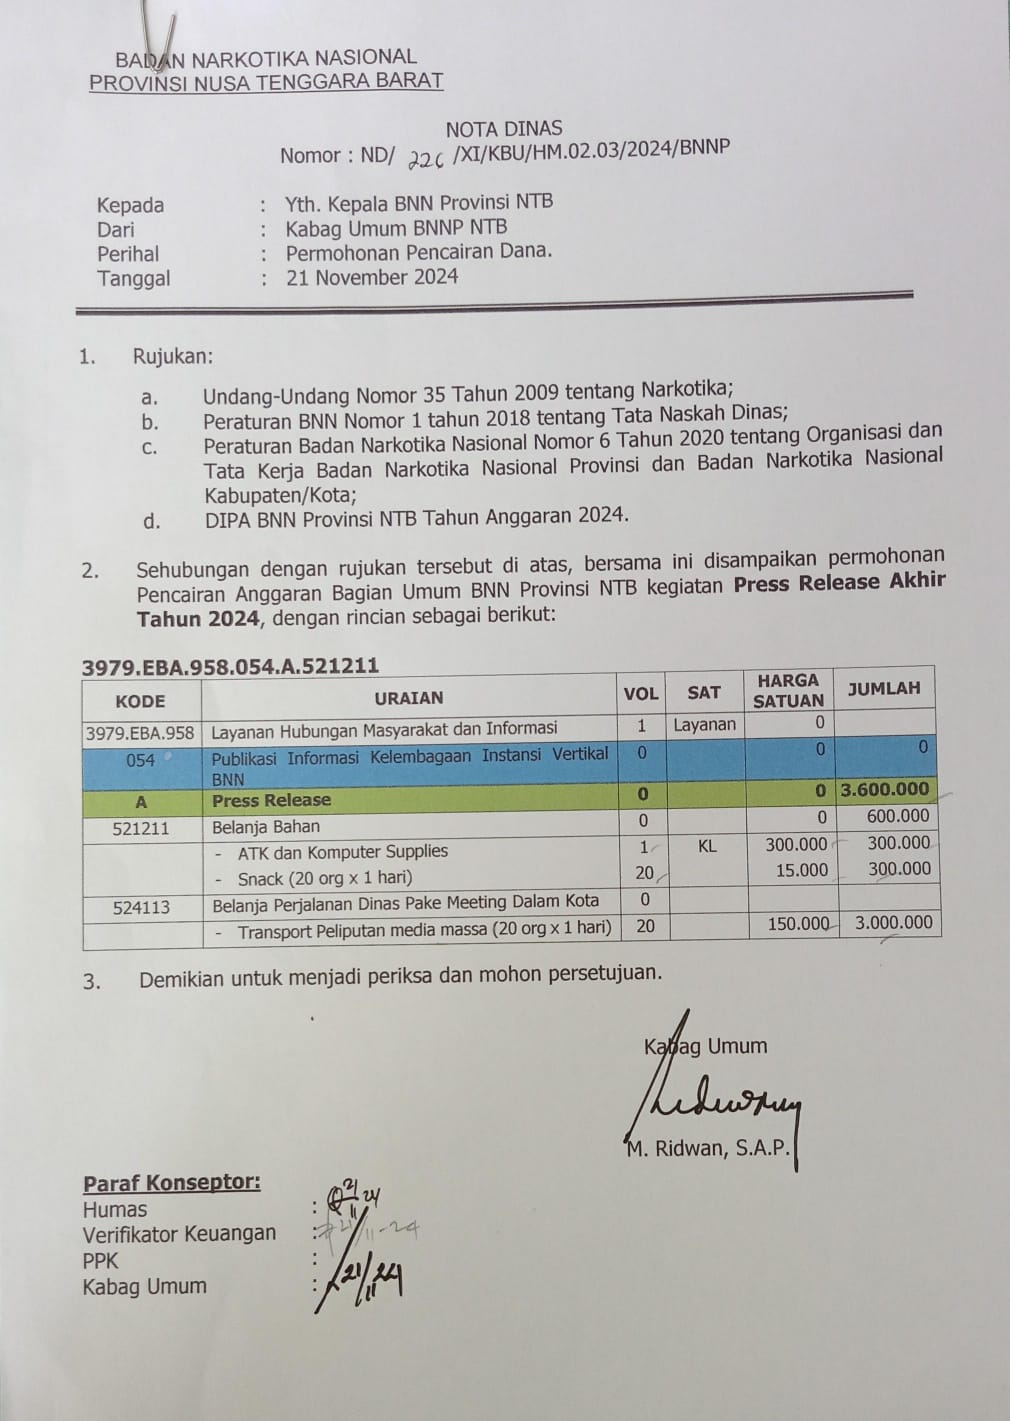 BADAN NARKOTIKA NASIONAL
PROVINSI NUSA TENGGARA BARAT
NOTA DINAS
Nomor : ND/ 226 /XI/KBU/HM.02.03/2024/BNNP
Kepada : Yth. Kepala BNN Provinsi NTB
Dari : Kabag Umum BNNP NTB
Perihal : Permohonan Pencairan Dana.
Tanggal : 21 November 2024
1. Rujukan:
a. Undang-Undang Nomor 35 Tahun 2009 tentang Narkotika;
b. Peraturan BNN Nomor 1 tahun 2018 tentang Tata Naskah Dinas;
c. Peraturan Badan Narkotika Nasional Nomor 6 Tahun 2020 tentang Organisasi dan
Tata Kerja Badan Narkotika Nasional Provinsi dan Badan Narkotika Nasional
Kabupaten/Kota;
d. DIPA BNN Provinsi NTB Tahun Anggaran 2024.
2. Sehubungan dengan rujukan tersebut di atas, bersama ini disampaikan permohonan
Pencairan Anggaran Bagian Umum BNN Provinsi NTB kegiatan Press Release Akhir
Tahun 2024, dengan rincian sebagai berikut:
3979.EBA.958.054.A.521211
KODE URAIAN VOL SAT HARGA SATUAN JUMLAH
3979.EBA.958 Layanan Hubungan Masyarakat dan Informasi 1 Layanan 0
054 Publikasi Informasi Kelembagaan Instansi Vertikal 0 0 0
BNN
A Press Release 0 0 3.600.000
521211 Belanja Bahan 0 0 600.000
- ATK dan Komputer Supplies 1 KL 300.000 300.000
- Snack (20 org x 1 hari) 20 15.000 300.000
524113 Belanja Perjalanan Dinas Pake Meeting Dalam Kota 0
- Transport Peliputan media massa (20 org x 1 hari) 20 150.000 3.000.000
3. Demikian untuk menjadi periksa dan mohon persetujuan.
Kabag Umum
M. Ridwan, S.A.P.
Paraf Konseptor:
Humas : 21/11 24
Verifikator Keuangan : 21/11-24
PPK :
Kabag Umum : 21/11 24